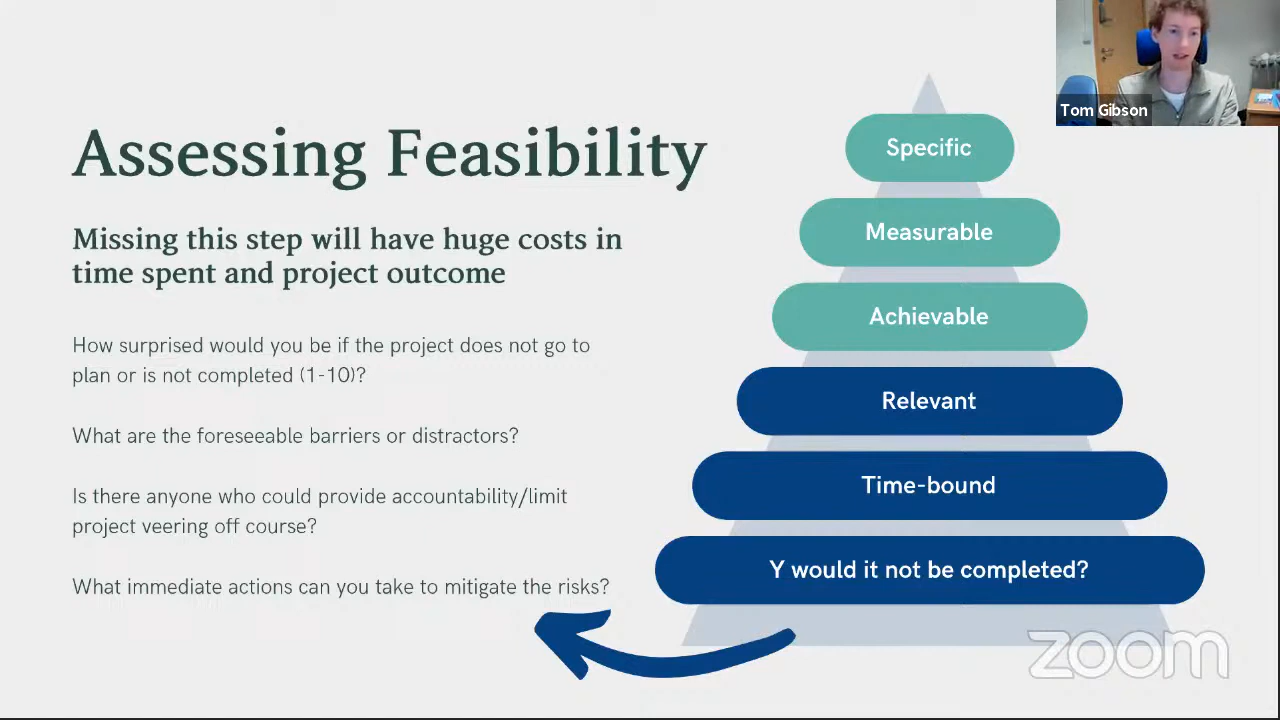 Tom Gibson
Assessing Feasibility
Missing this step will have huge costs in
time spent and project outcome
How surprised would you be if the project does not go to
plan or is not completed (1-10)?
What are the foreseeable barriers or distractors?
Is there anyone who could provide accountability/limit
project veering off course?
What immediate actions can you take to mitigate the risks?
Specific
Measurable
Achievable
Relevant
Time-bound
Y would it not be completed?
zoom